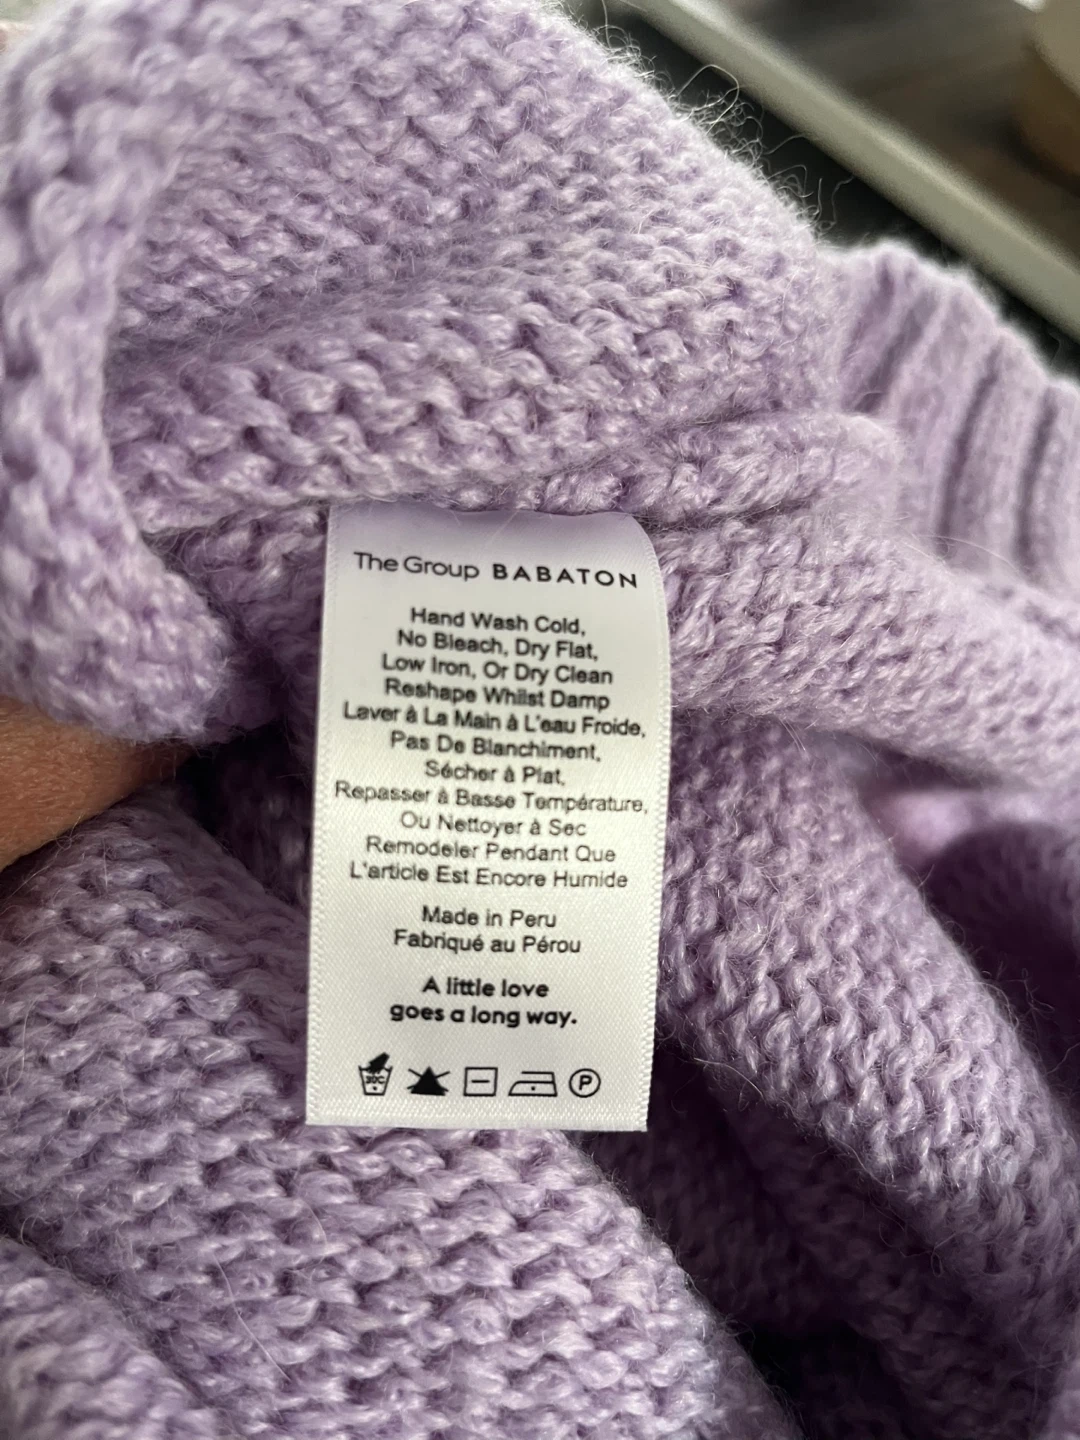 The Group BABATON
Hand Wash Cold,
No Bleach, Dry Flat,
Low Iron, Or Dry Clean
Reshape Whilst Damp
Laver à La Main à L'eau Froide,
Pas De Blanchiment,
Sécher à Plat,
Repasser à Basse Température,
Ou Nettoyer à Sec
Remodeler Pendant Que
L'article Est Encore Humide
Made in Peru
Fabriqué au Pérou
A little love
goes a long way.
30C P